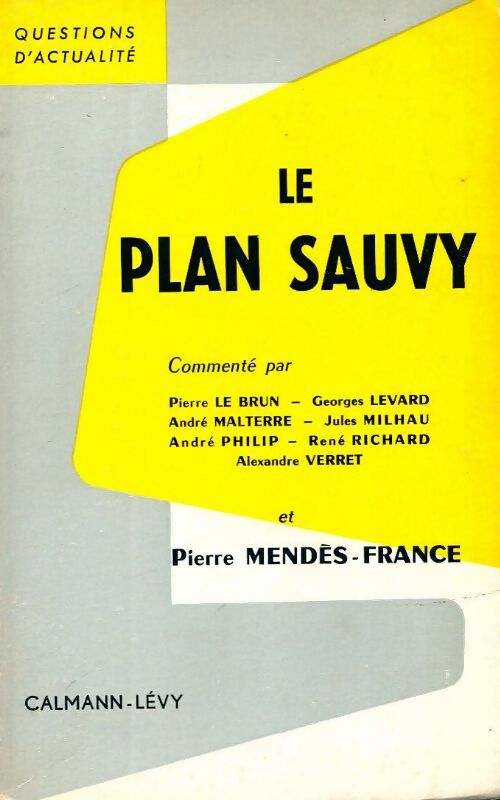 QUESTIONS
D'ACTUALITÉ
LE
PLAN SAUVY
Commenté par
Pierre LE BRUN – Georges LEVARD
André MALTERRE – Jules MILHAU
André PHILIP – René RICHARD
Alexandre VERRET
et
Pierre MENDÈS-FRANCE
CALMANN-LÉVY